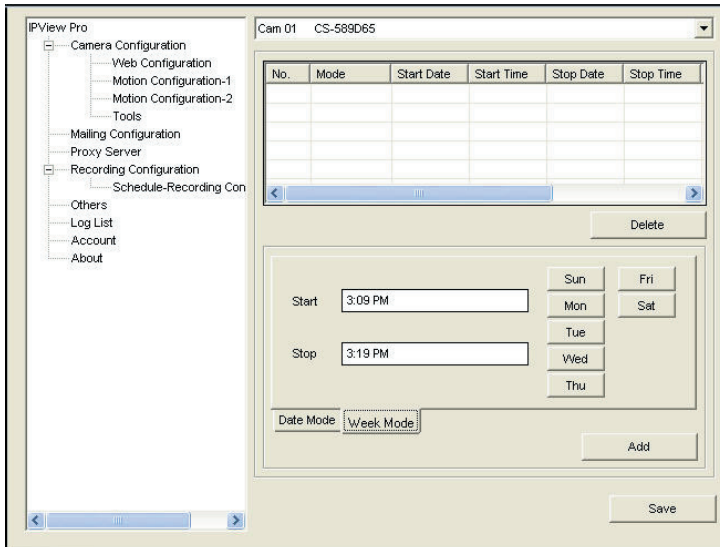 IPView Pro
Camera Configuration
Web Configuration
Motion Configuration-1
Motion Configuration-2
Tools
Mailing Configuration
Proxy Server
Recording Configuration
Schedule-Recording Con
Others
Log List
Account
About
Cam 01 CS-589D65
No. Mode Start Date Start Time Stop Date Stop Time
Delete
Start 3:09 PM
Stop 3:19 PM
Sun Fri
Mon Sat
Tue
Wed
Thu
Date Mode Week Mode
Add
Save